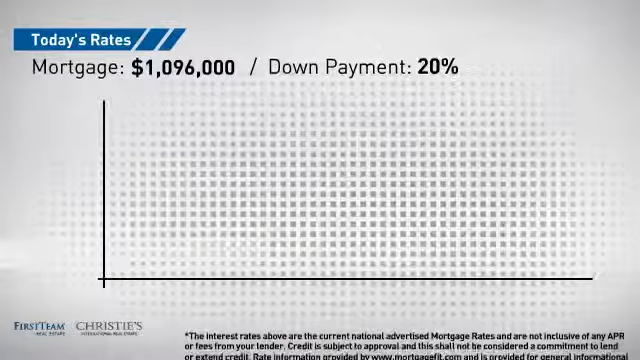 Today's Rates
Mortgage: $1,096,000 / Down Payment: 20%
FIRSTTEAM CHRISTIE'S
REAL ESTATE INTERNATIONAL REAL ESTATE
*The interest rates above are the current national advertised Mortgage Rates and are not inclusive of any APR
or fees from your lender. Credit is subject to approval and this shall not be considered a commitment to lend
or extend credit. Rate information provided by www.mortgagefit.com and is provided for general informational